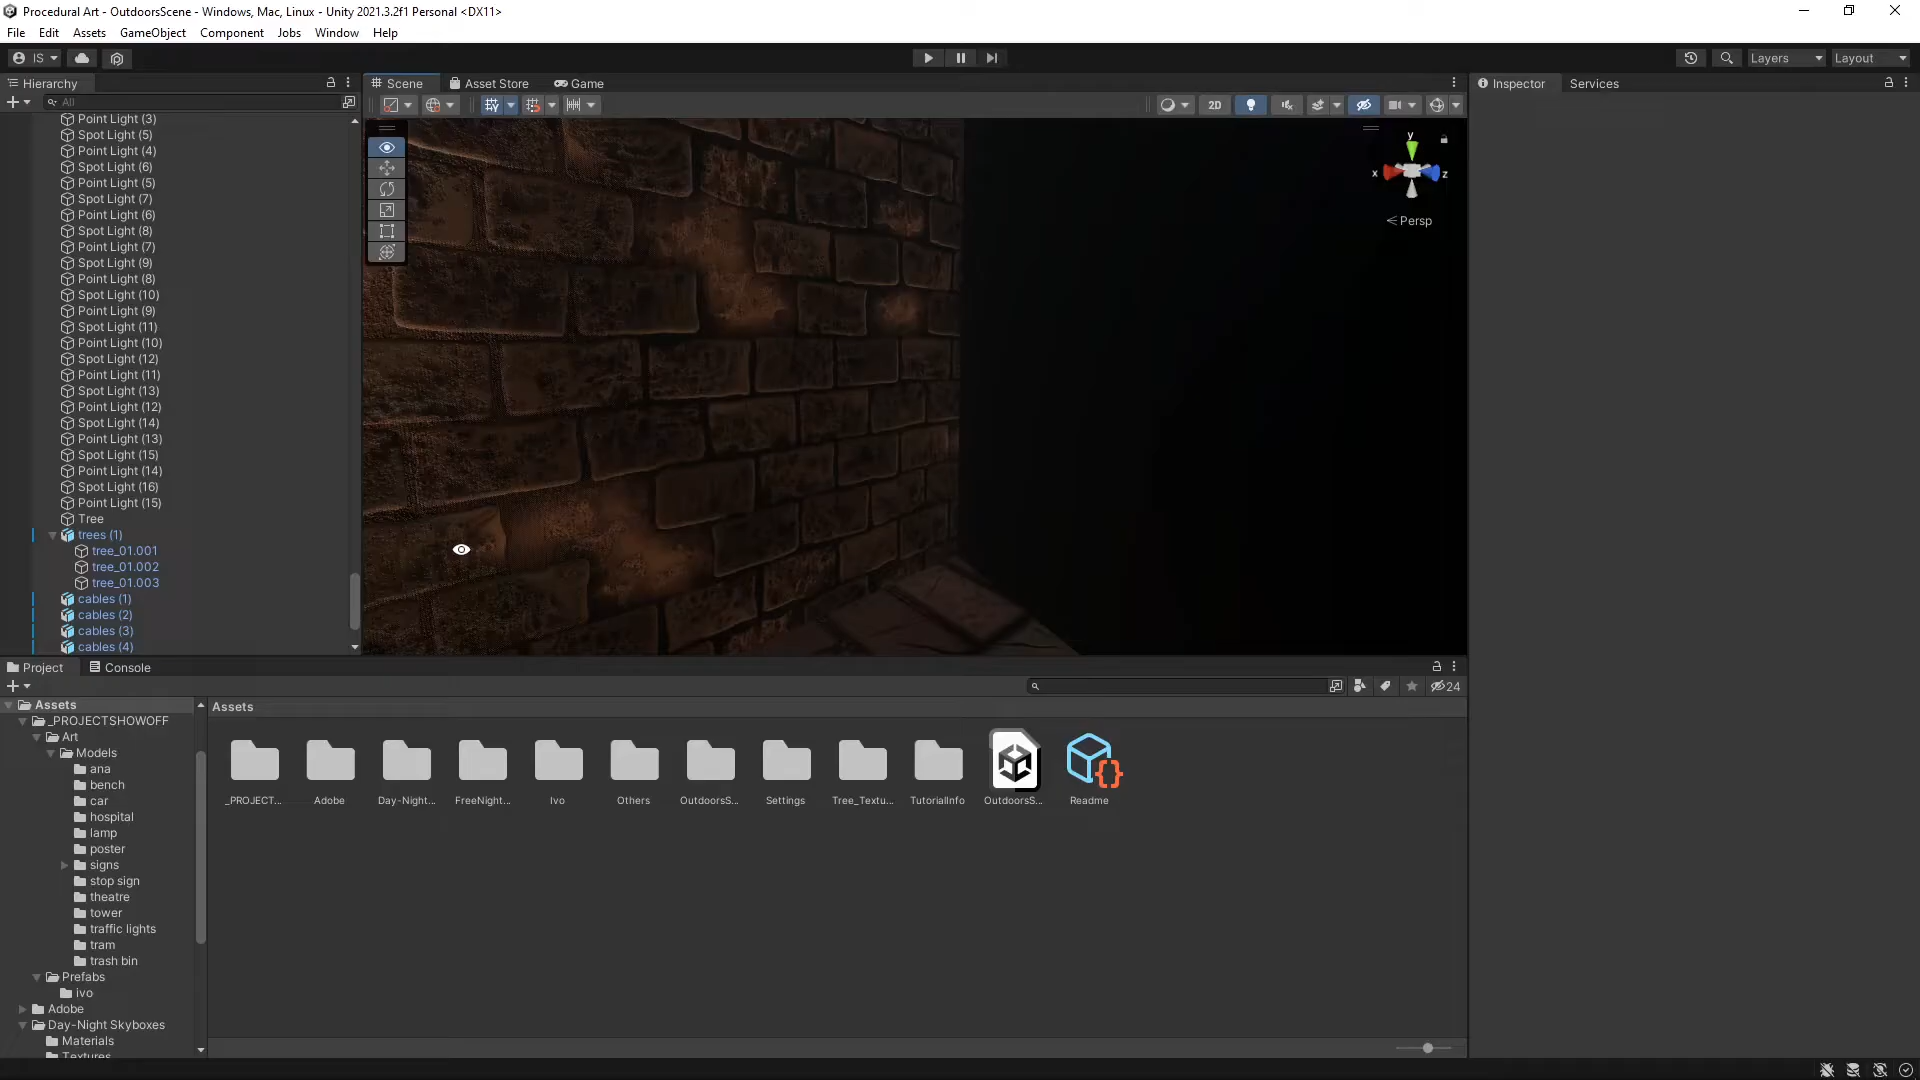 Procedural Art - OutdoorsScene - Windows, Mac, Linux - Unity 2021.3.2f1 Personal <DX11>
File Edit Assets GameObject Component Jobs Window Help
IS
Layers
Layout
Hierarchy
All
Point Light (3)
Spot Light (5)
Point Light (4)
Spot Light (6)
Point Light (5)
Spot Light (7)
Point Light (6)
Spot Light (8)
Point Light (7)
Spot Light (9)
Point Light (8)
Spot Light (10)
Point Light (9)
Spot Light (11)
Point Light (10)
Spot Light (12)
Point Light (11)
Spot Light (13)
Point Light (12)
Spot Light (14)
Point Light (13)
Spot Light (15)
Point Light (14)
Spot Light (16)
Point Light (15)
Tree
trees (1)
tree_01.001
tree_01.002
tree_01.003
cables (1)
cables (2)
cables (3)
cables (4)
Scene Asset Store Game
2D
y
x z
< Persp
Inspector Services
Project Console
24
Assets
_PROJECTSHOWOFF
Art
Models
ana
bench
car
hospital
lamp
poster
signs
stop sign
theatre
tower
traffic lights
tram
trash bin
Prefabs
ivo
Adobe
Day-Night Skyboxes
Materials
Textures
Assets
_PROJECT... Adobe Day-Night... FreeNight... Ivo Others OutdoorsS... Settings Tree_Textu... TutorialInfo OutdoorsS... Readme